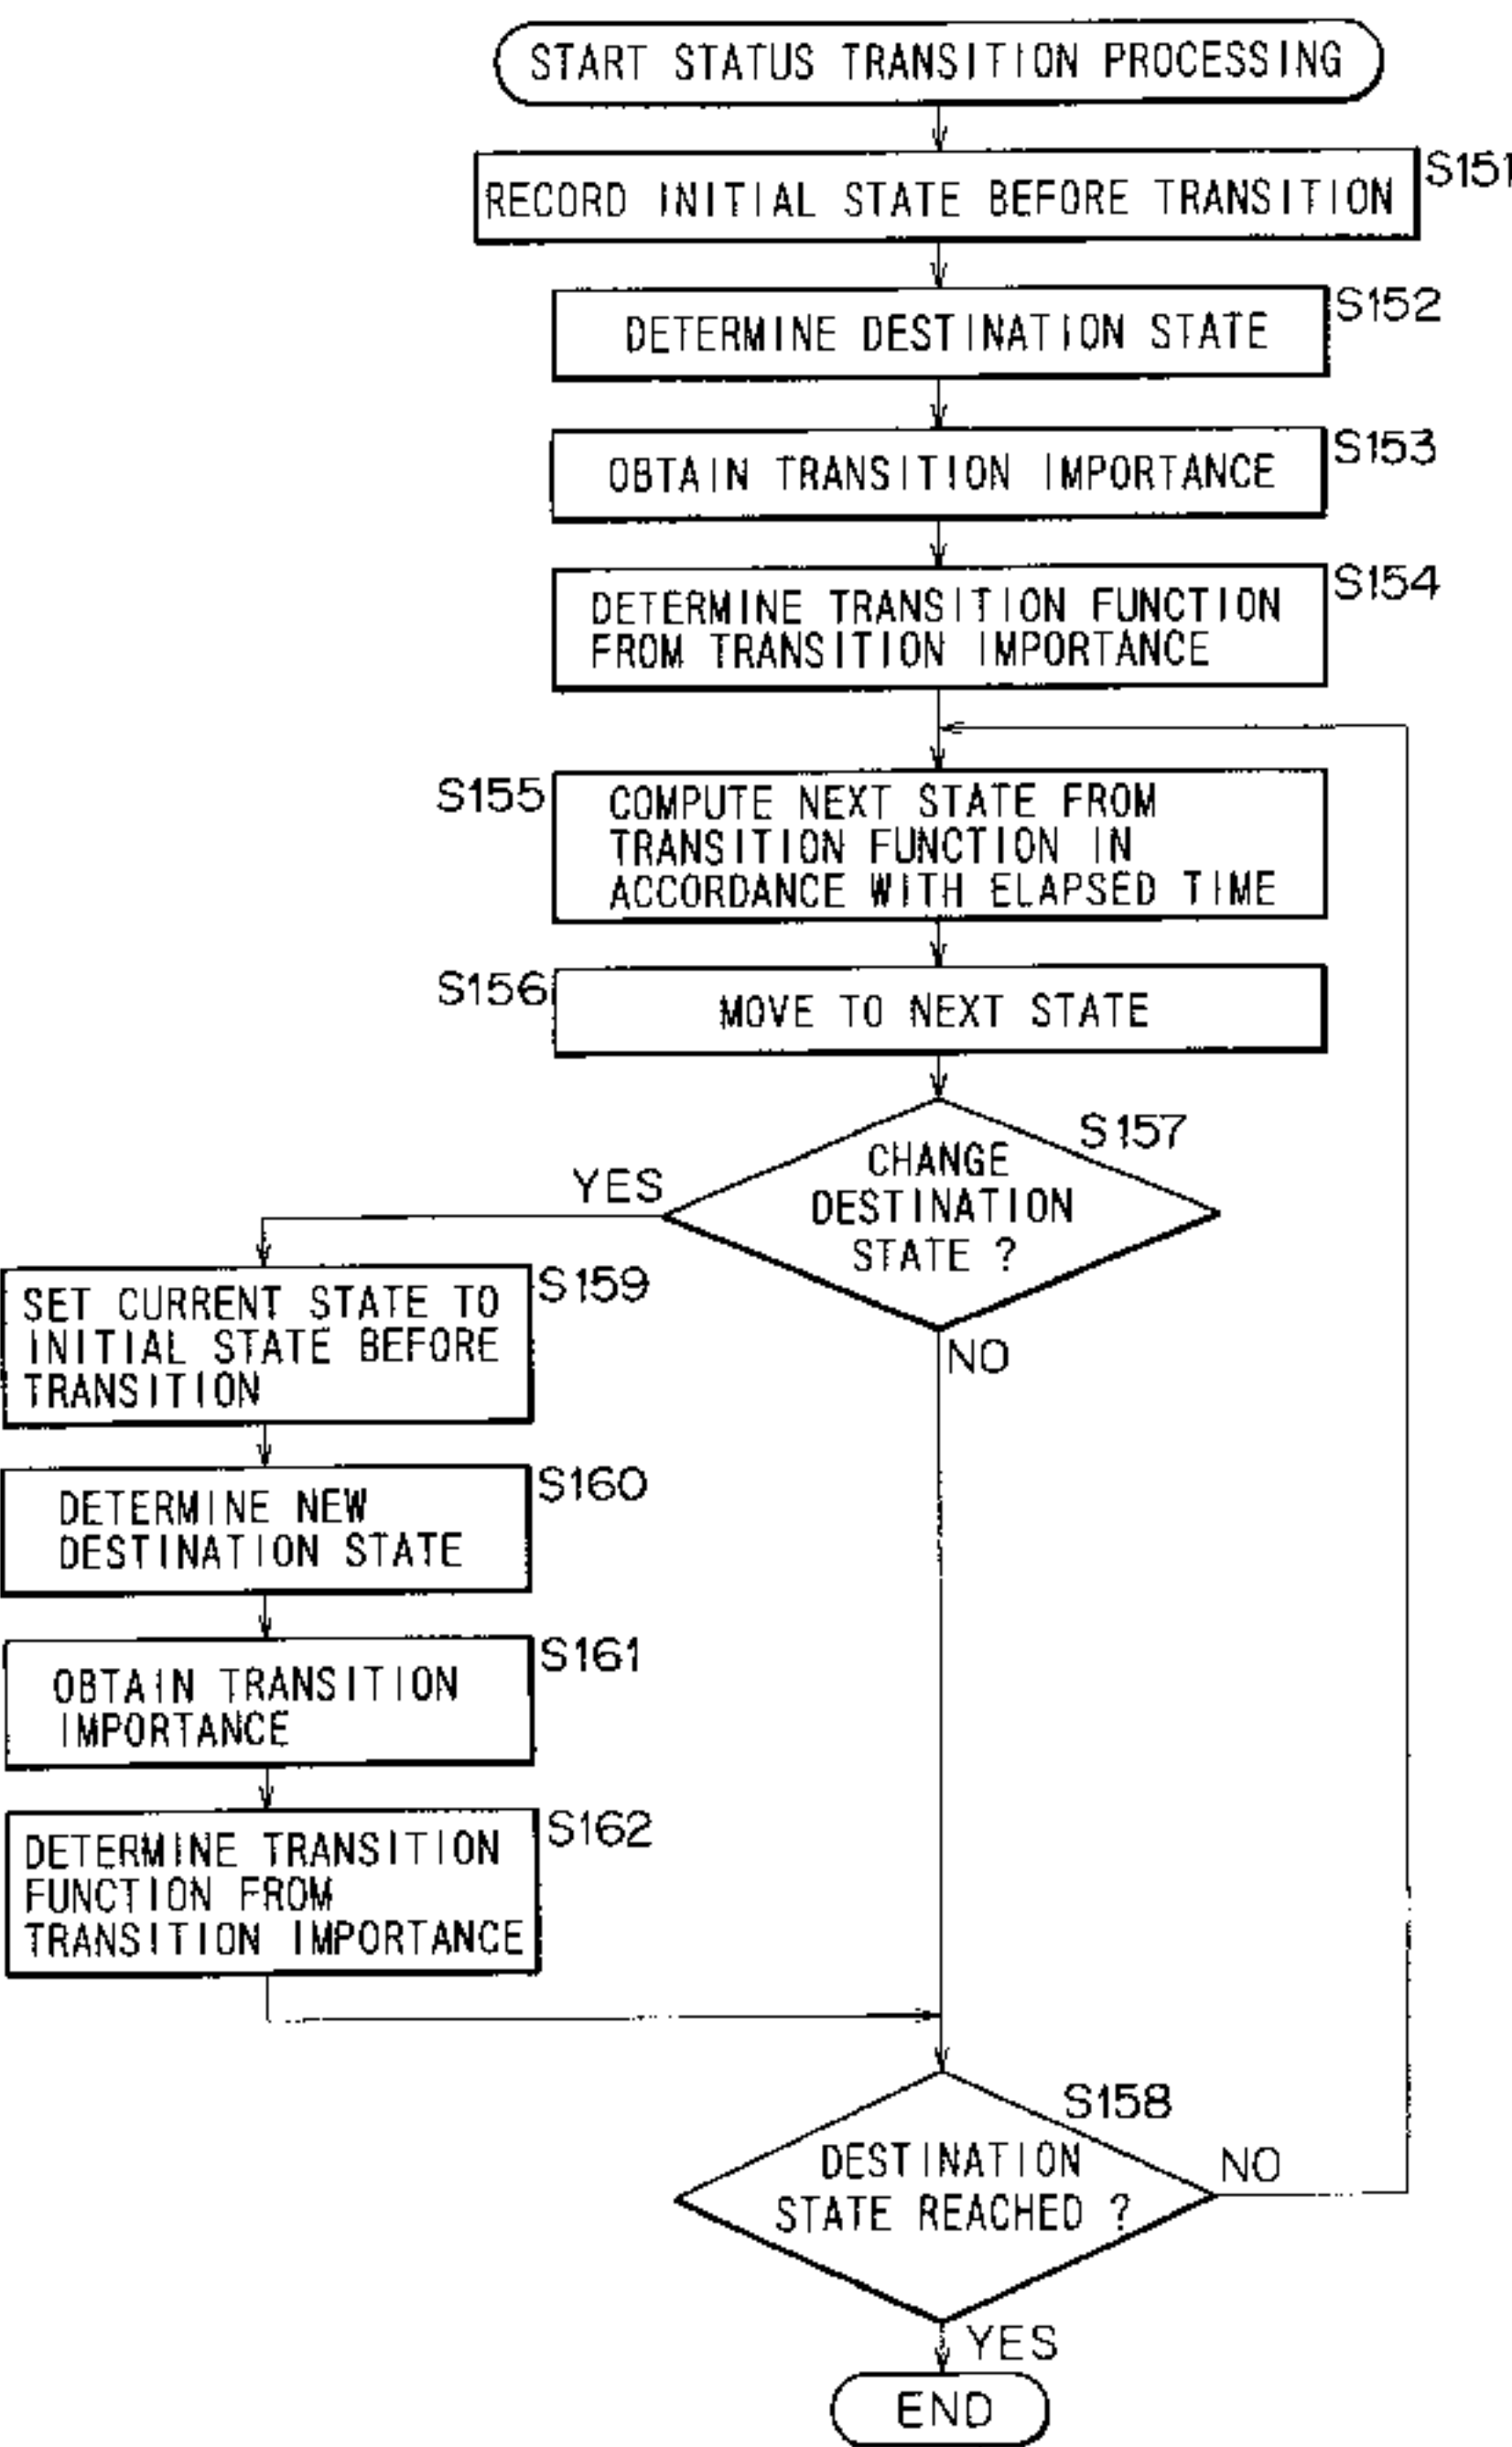 START STATUS TRANSITION PROCESSING
S151
RECORD INITIAL STATE BEFORE TRANSITION
S152
DETERMINE DESTINATION STATE
S153
OBTAIN TRANSITION IMPORTANCE
S154
DETERMINE TRANSITION FUNCTION
FROM TRANSITION IMPORTANCE
S155
COMPUTE NEXT STATE FROM
TRANSITION FUNCTION IN
ACCORDANCE WITH ELAPSED TIME
S156
MOVE TO NEXT STATE
S157
CHANGE
DESTINATION
STATE ?
YES
NO
S159
SET CURRENT STATE TO
INITIAL STATE BEFORE
TRANSITION
S160
DETERMINE NEW
DESTINATION STATE
S161
OBTAIN TRANSITION
IMPORTANCE
S162
DETERMINE TRANSITION
FUNCTION FROM
TRANSITION IMPORTANCE
S158
DESTINATION
STATE REACHED ?
NO
YES
END